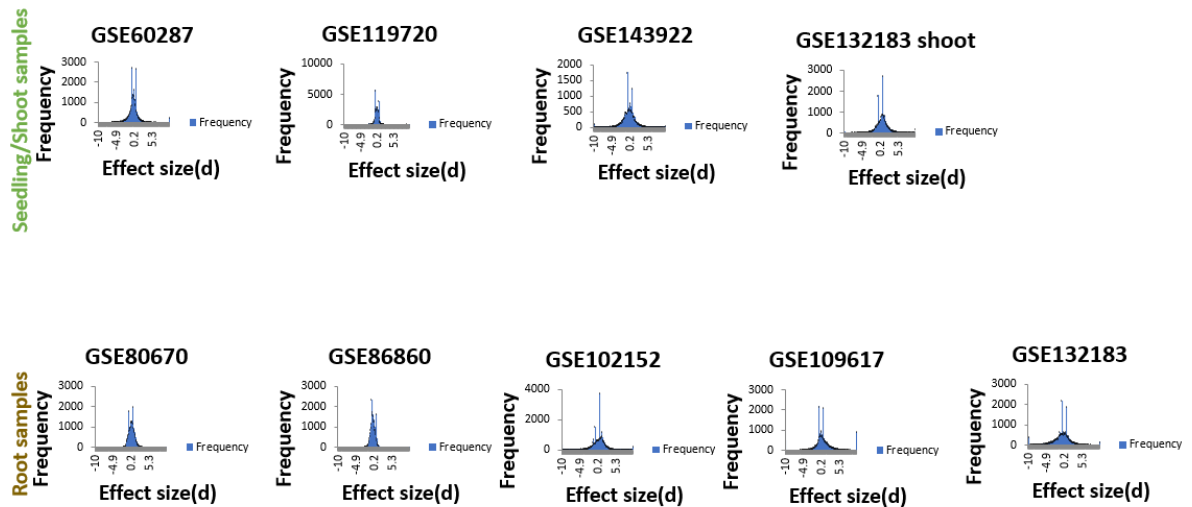 Seedling/Shoot samples
GSE60287
Frequency
3000
2000
1000
0
-10
-4.9
0.2
5.3
Effect size(d)
Frequency
GSE119720
Frequency
10000
5000
0
-10
-4.9
0.2
5.3
Effect size(d)
Frequency
GSE143922
Frequency
2000
1500
1000
500
0
-10
-4.9
0.2
5.3
Effect size(d)
Frequency
GSE132183 shoot
Frequency
3000
2000
1000
0
-10
-4.9
0.2
5.3
Effect size(d)
Frequency
Root samples
GSE80670
Frequency
3000
2000
1000
0
-10
-4.9
0.2
5.3
Effect size(d)
Frequency
GSE86860
Frequency
3000
2000
1000
0
-10
-4.9
0.2
5.3
Effect size(d)
Frequency
GSE102152
Frequency
4000
2000
0
-10
-4.9
0.2
5.3
Effect size(d)
Frequency
GSE109617
Frequency
3000
2000
1000
0
-10
-4.9
0.2
5.3
Effect size(d)
Frequency
GSE132183
Frequency
3000
2000
1000
0
-10
-4.9
0.2
5.3
Effect size(d)
Frequency